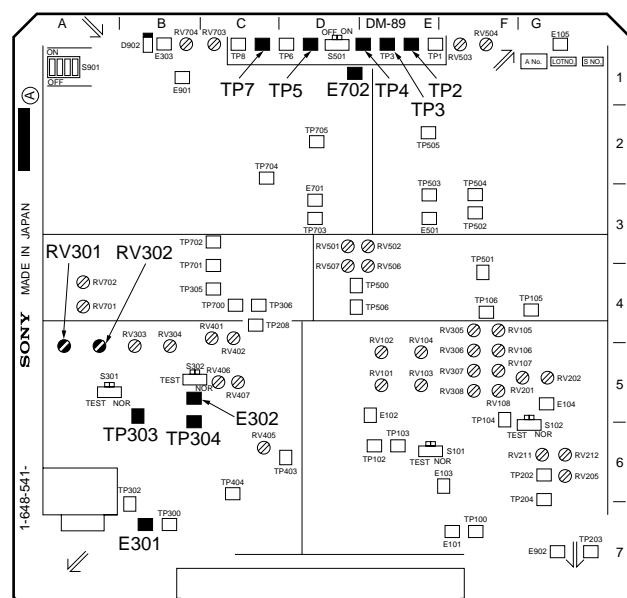 A B C D DM-89 E F G
RV704 RV703 OFF ON RV504 E105
D902 E303 TP8 TP6 S501 TP3 TP1 RV503
ON S901 OFF
A No. LOTNO. S NO.
E901 TP7 TP5 E702 TP4 TP3 TP2 1
A
TP705 TP505 2
TP704
E701 TP503 TP504
TP703 E501 TP502 3
TP702 RV501 RV502
RV301 RV302 TP701 RV507 RV506 TP501
RV702 TP305 TP500
RV701 TP700 TP306 TP506 TP106 TP105 4
TP208
RV401 RV305 RV105
RV303 RV304 RV402 RV102 RV104 RV306 RV106
S301 S302 TEST NOR RV406 RV307 RV107 RV202
TEST NOR RV407 RV101 RV103 RV308 RV201 5
E302 RV108 E104
TP303 TP304 E102 TP104 S102 TEST NOR
RV405 TP103 S101 RV211 RV212
TP403 TP102 TEST NOR TP202 RV205 6
E103
TP302 TP404 TP204
TP300 TP100
E301 E101 E902 TP203 7
SONY MADE IN JAPAN
1-648-541-